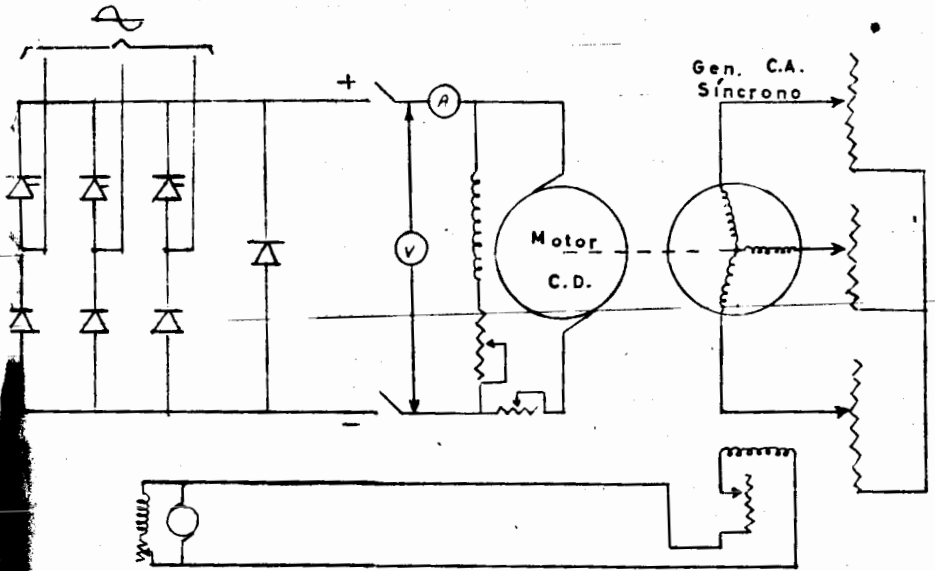 Gen. C.A.
Síncrono
+
A
V
Motor
C.D.
-